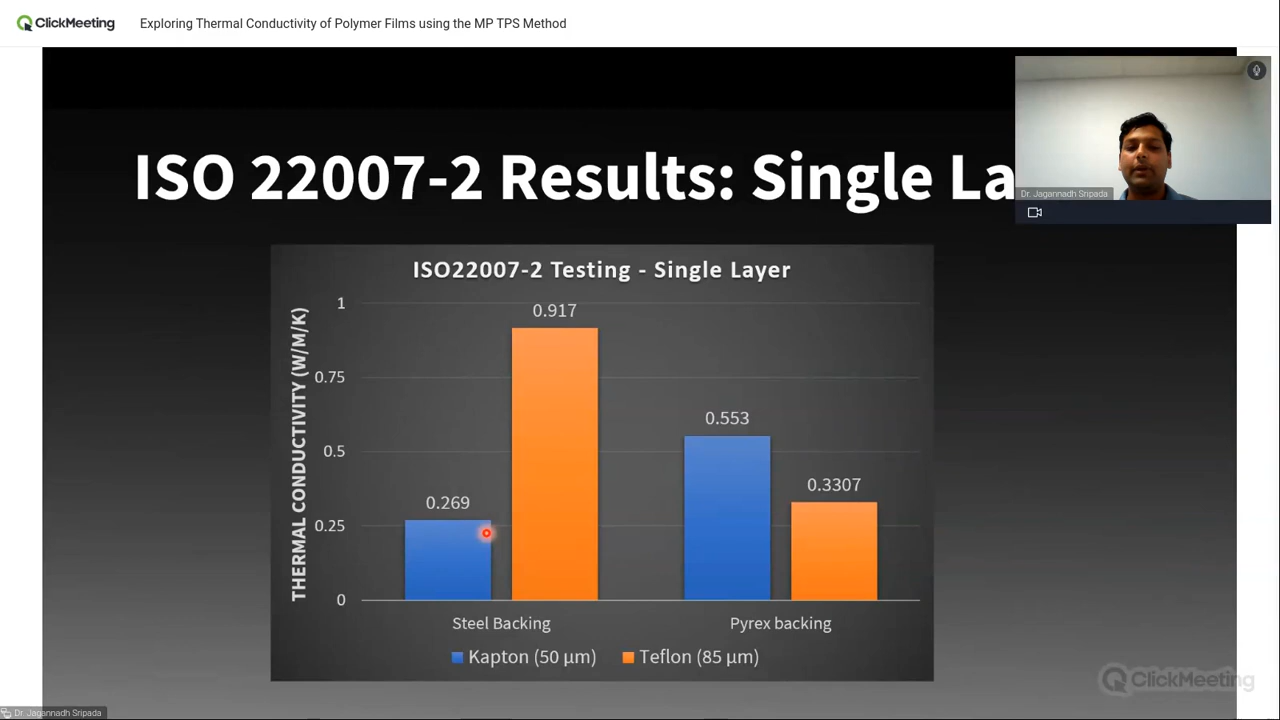 ClickMeeting
Exploring Thermal Conductivity of Polymer Films using the MP TPS Method
ISO 22007-2 Results: Single La
Dr. Jagannadh Sripada
ISO22007-2 Testing - Single Layer
THERMAL CONDUCTIVITY (W/M/K)
1
0.75
0.5
0.25
0
0.269
0.917
0.553
0.3307
Steel Backing
Pyrex backing
Kapton (50 µm)
Teflon (85 µm)
ClickMeeting
Dr. Jagannadh Sripada